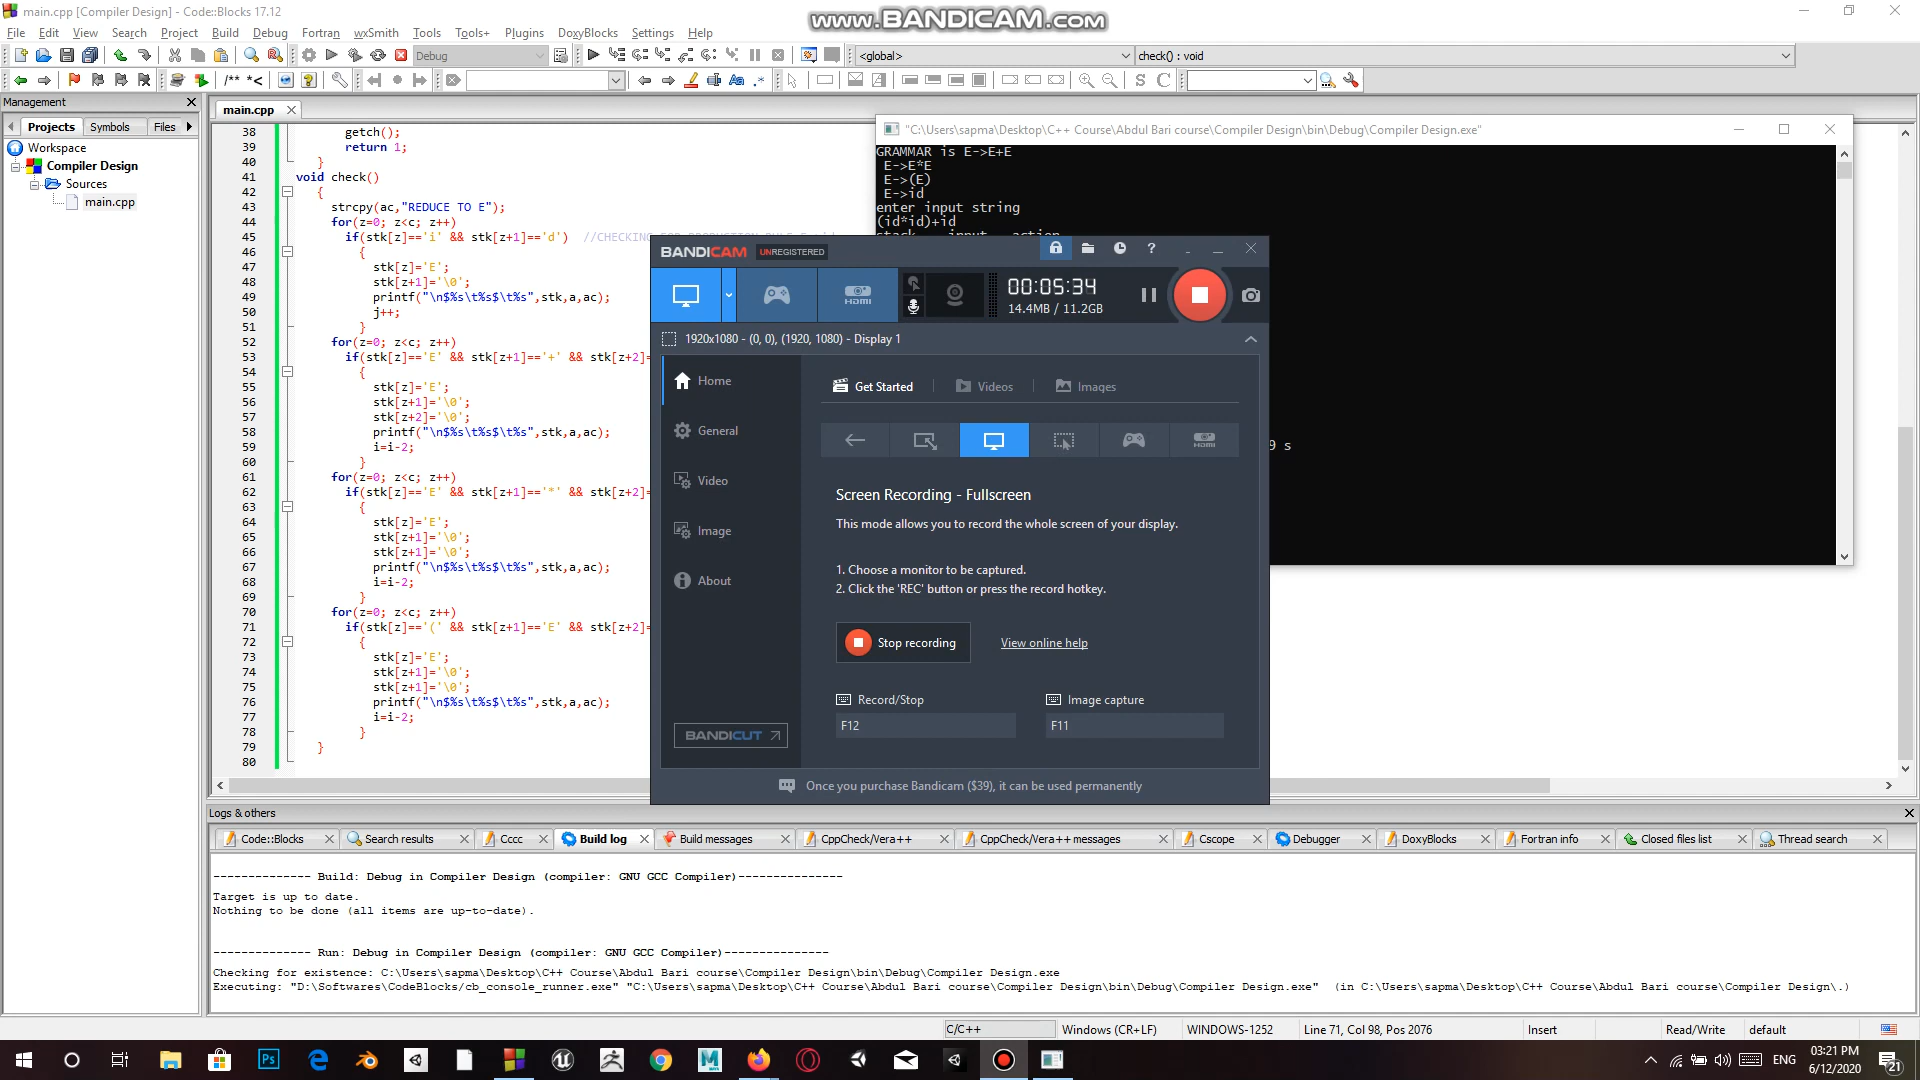 main.cpp [Compiler Design] - Code::Blocks 17.12
www.BANDICAM.com
File Edit View Search Project Build Debug Fortran wxSmith Tools Tools+ Plugins DoxyBlocks Settings Help
Debug
<global>
check() : void
/** *<
Aa
.*
S C
Management
Projects Symbols Files
Workspace
Compiler Design
Sources
main.cpp
main.cpp
38 getch();
39 return 1;
40 }
41 void check()
42 {
43 strcpy(ac,"REDUCE TO E");
44 for(z=0; z<c; z++)
45 if(stk[z]=='i' && stk[z+1]=='d')
46 {
47 stk[z]='E';
48 stk[z+1]='\0';
49 printf("\n$%s\t%s$\t%s",stk,a,ac);
50 j++;
51 }
52 for(z=0; z<c; z++)
53 if(stk[z]=='E' && stk[z+1]=='+' && stk[z+2]=
54 {
55 stk[z]='E';
56 stk[z+1]='\0';
57 stk[z+2]='\0';
58 printf("\n$%s\t%s$\t%s",stk,a,ac);
59 i=i-2;
60 }
61 for(z=0; z<c; z++)
62 if(stk[z]=='E' && stk[z+1]=='*' && stk[z+2]=
63 {
64 stk[z]='E';
65 stk[z+1]='\0';
66 stk[z+1]='\0';
67 printf("\n$%s\t%s$\t%s",stk,a,ac);
68 i=i-2;
69 }
70 for(z=0; z<c; z++)
71 if(stk[z]=='(' && stk[z+1]=='E' && stk[z+2]=
72 {
73 stk[z]='E';
74 stk[z+1]='\0';
75 stk[z+1]='\0';
76 printf("\n$%s\t%s$\t%s",stk,a,ac);
77 i=i-2;
78 }
79 }
80
"C:\Users\sapma\Desktop\C++ Course\Abdul Bari course\Compiler Design\bin\Debug\Compiler Design.exe"
GRAMMAR is E->E+E
E->E*E
E->(E)
E->id
enter input string
(id*id)+id
stack input action
9 s
BANDICAM UNREGISTERED
HDMI
00:05:34
14.4MB / 11.2GB
1920x1080 - (0, 0), (1920, 1080) - Display 1
Home
General
Video
Image
About
BANDICUT
Get Started Videos Images
HDMI
Screen Recording - Fullscreen
This mode allows you to record the whole screen of your display.
1. Choose a monitor to be captured.
2. Click the 'REC' button or press the record hotkey.
Stop recording
View online help
Record/Stop
Image capture
F12
F11
Once you purchase Bandicam ($39), it can be used permanently
Logs & others
Code::Blocks Search results Cccc Build log Build messages CppCheck/Vera++ CppCheck/Vera++ messages Cscope Debugger DoxyBlocks Fortran info Closed files list Thread search
-------------- Build: Debug in Compiler Design (compiler: GNU GCC Compiler)---------------
Target is up to date.
Nothing to be done (all items are up-to-date).
-------------- Run: Debug in Compiler Design (compiler: GNU GCC Compiler)---------------
Checking for existence: C:\Users\sapma\Desktop\C++ Course\Abdul Bari course\Compiler Design\bin\Debug\Compiler Design.exe
Executing: "D:\Softwares\CodeBlocks/cb_console_runner.exe" "C:\Users\sapma\Desktop\C++ Course\Abdul Bari course\Compiler Design\bin\Debug\Compiler Design.exe" (in C:\Users\sapma\Desktop\C++ Course\Abdul Bari course\Compiler Design\.)
C/C++ Windows (CR+LF) WINDOWS-1252 Line 71, Col 98, Pos 2076 Insert Read/Write default
Ps
M
ENG
03:21 PM
6/12/2020
21